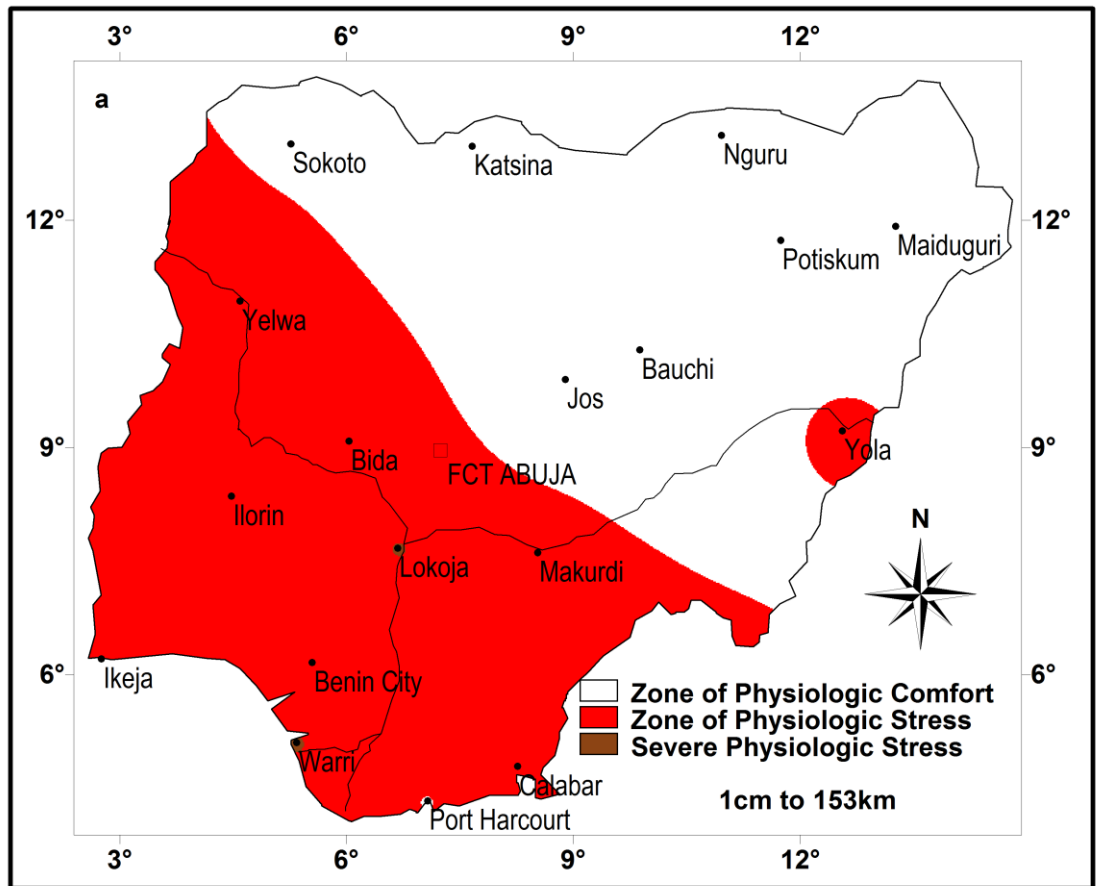 3° 6° 9° 12°
a
Sokoto
Katsina
Nguru
12° 12°
Maiduguri
Potiskum
Yelwa
Bauchi
Jos
9° 9°
Yola
Bida
FCT ABUJA
Ilorin
N
Lokoja
Makurdi
6° 6°
Ikeja
Benin City
Zone of Physiologic Comfort
Zone of Physiologic Stress
Severe Physiologic Stress
Warri
Calabar
1cm to 153km
Port Harcourt
3° 6° 9° 12°